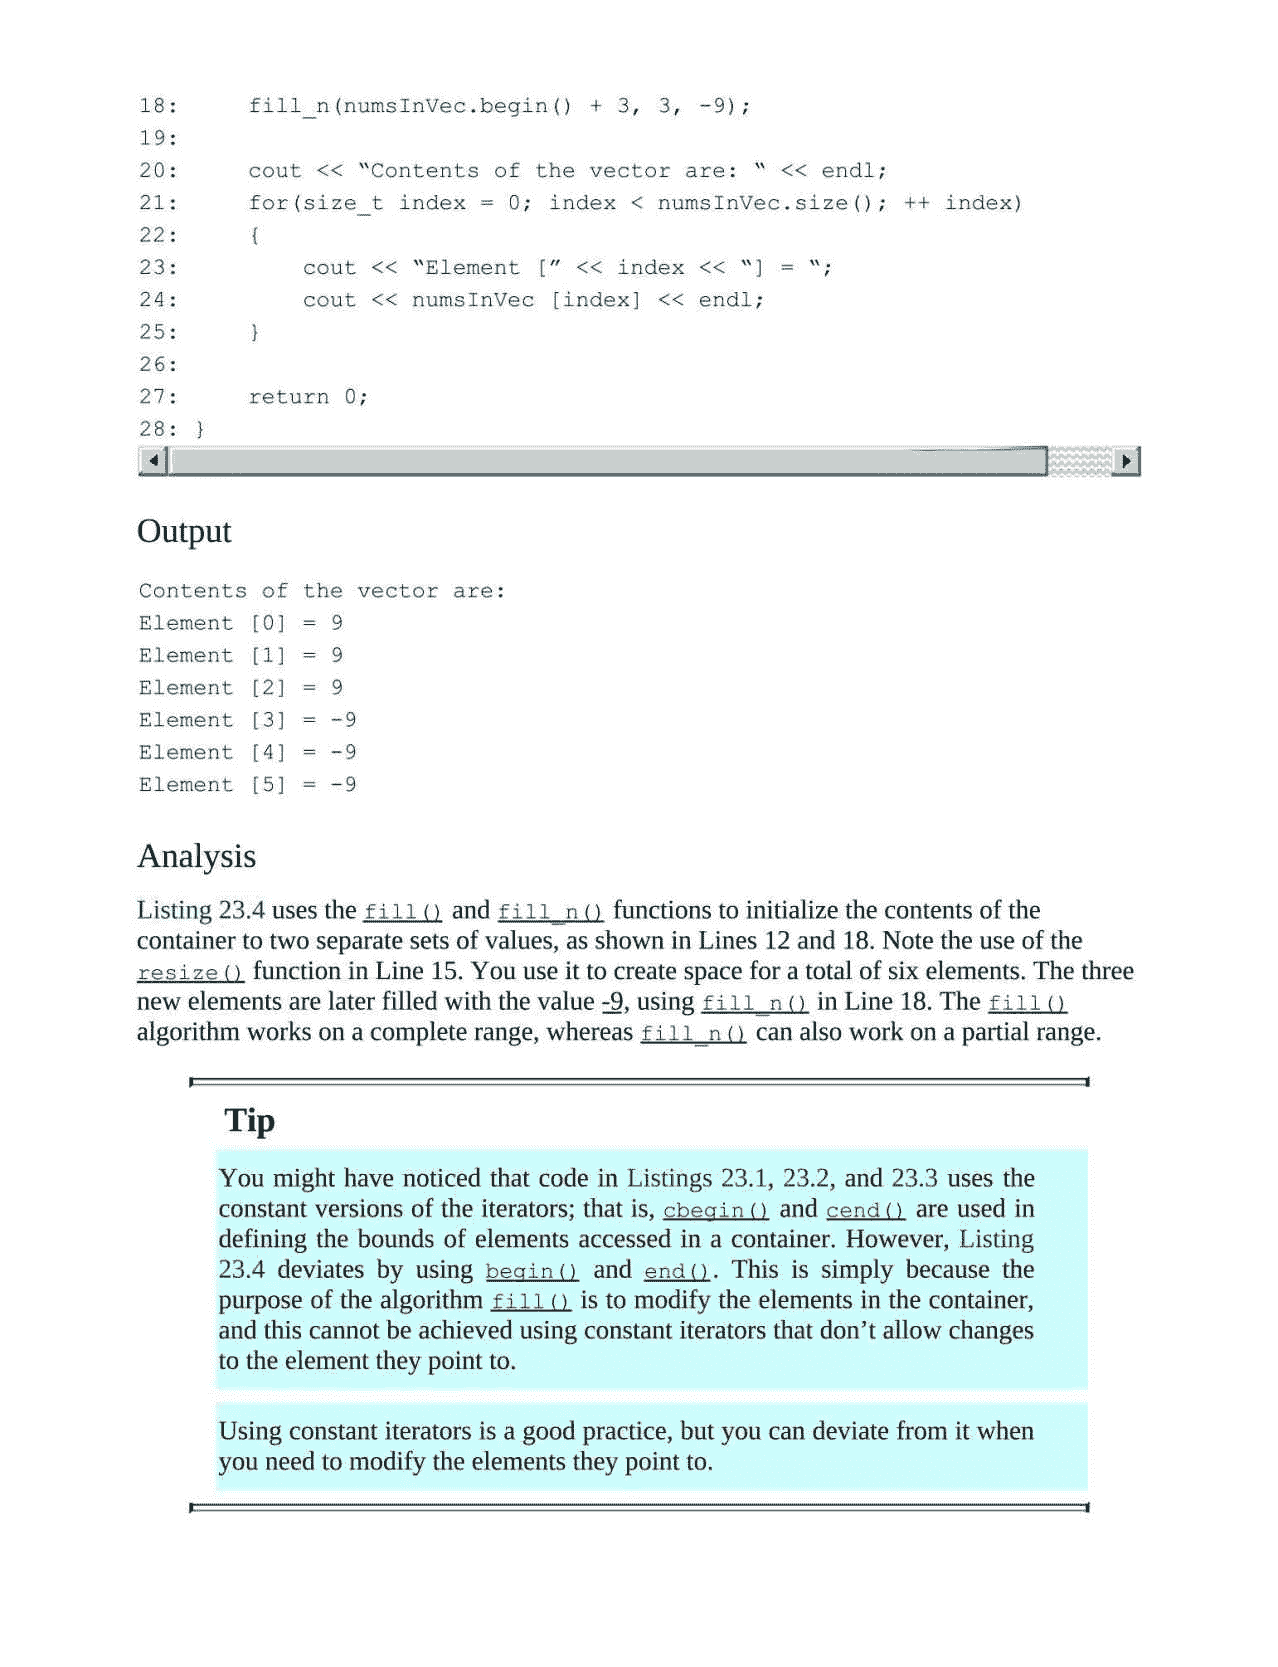 18:     fill_n(numsInVec.begin() + 3, 3, -9);
19:
20:     cout << “Contents of the vector are: “ << endl;
21:     for(size_t index = 0; index < numsInVec.size(); ++ index)
22:     {
23:         cout << “Element [” << index << “] = “;
24:         cout << numsInVec [index] << endl;
25:     }
26:
27:     return 0;
28: }
Output
Contents of the vector are:
Element [0] = 9
Element [1] = 9
Element [2] = 9
Element [3] = -9
Element [4] = -9
Element [5] = -9
Analysis
Listing 23.4 uses the fill() and fill_n() functions to initialize the contents of the
container to two separate sets of values, as shown in Lines 12 and 18. Note the use of the
resize() function in Line 15. You use it to create space for a total of six elements. The three
new elements are later filled with the value -9, using fill_n() in Line 18. The fill()
algorithm works on a complete range, whereas fill_n() can also work on a partial range.
Tip
You might have noticed that code in Listings 23.1, 23.2, and 23.3 uses the
constant versions of the iterators; that is, cbegin() and cend() are used in
defining the bounds of elements accessed in a container. However, Listing
23.4 deviates by using begin() and end(). This is simply because the
purpose of the algorithm fill() is to modify the elements in the container,
and this cannot be achieved using constant iterators that don’t allow changes
to the element they point to.
Using constant iterators is a good practice, but you can deviate from it when
you need to modify the elements they point to.